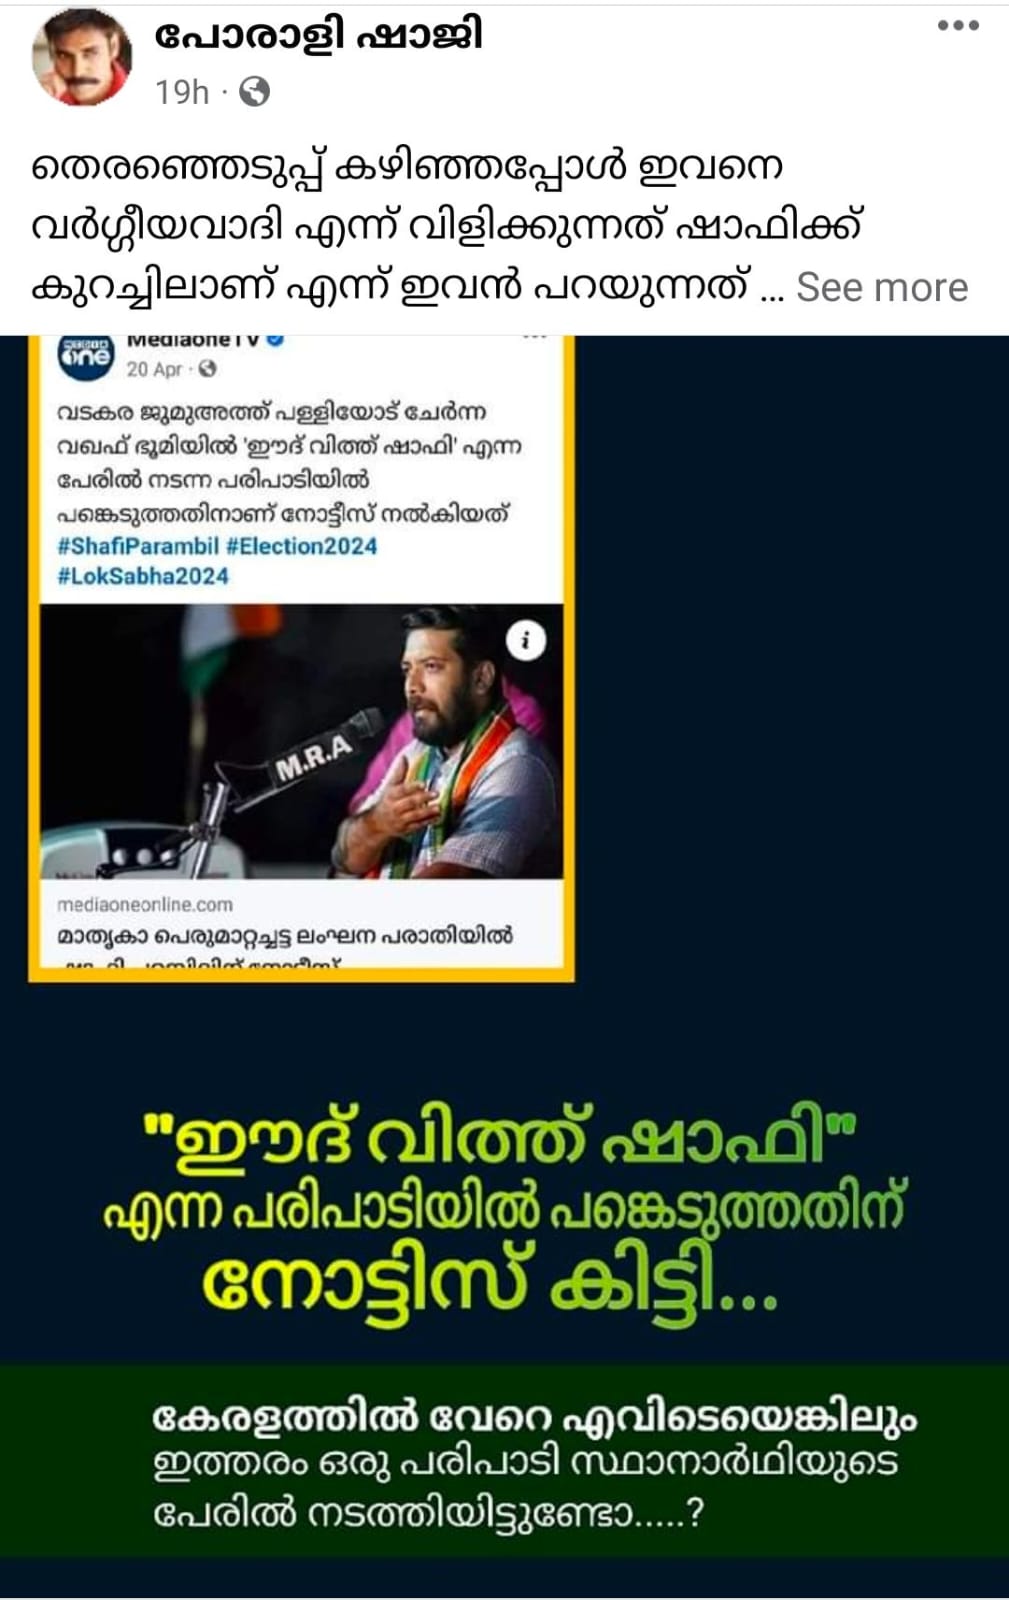 പോരാളി ഷാജി
19h ·
തെരഞ്ഞെടുപ്പ് കഴിഞ്ഞപ്പോൾ ഇവനെ
വർഗ്ഗീയവാദി എന്ന് വിളിക്കുന്നത് ഷാഫിക്ക്
കുറച്ചിലാണ് എന്ന് ഇവൻ പറയുന്നത് ... See more
one
MediaoneTV
20 Apr ·
വടകര ജുമുഅത്ത് പള്ളിയോട് ചേർന്ന
വഖഫ് ഭൂമിയിൽ 'ഈദ് വിത്ത് ഷാഫി' എന്ന
പേരിൽ നടന്ന പരിപാടിയിൽ
പങ്കെടുത്തതിനാണ് നോട്ടീസ് നൽകിയത്
#ShafiParambil #Election2024
#LokSabha2024
i
M.R.A
mediaoneonline.com
മാതൃകാ പെരുമാറ്റച്ചട്ട ലംഘന പരാതിയിൽ
"ഈദ് വിത്ത് ഷാഫി"
എന്ന പരിപാടിയിൽ പങ്കെടുത്തതിന്
നോട്ടിസ് കിട്ടി...
കേരളത്തിൽ വേറെ എവിടെയെങ്കിലും
ഇത്തരം ഒരു പരിപാടി സ്ഥാനാർഥിയുടെ
പേരിൽ നടത്തിയിട്ടുണ്ടോ.....?